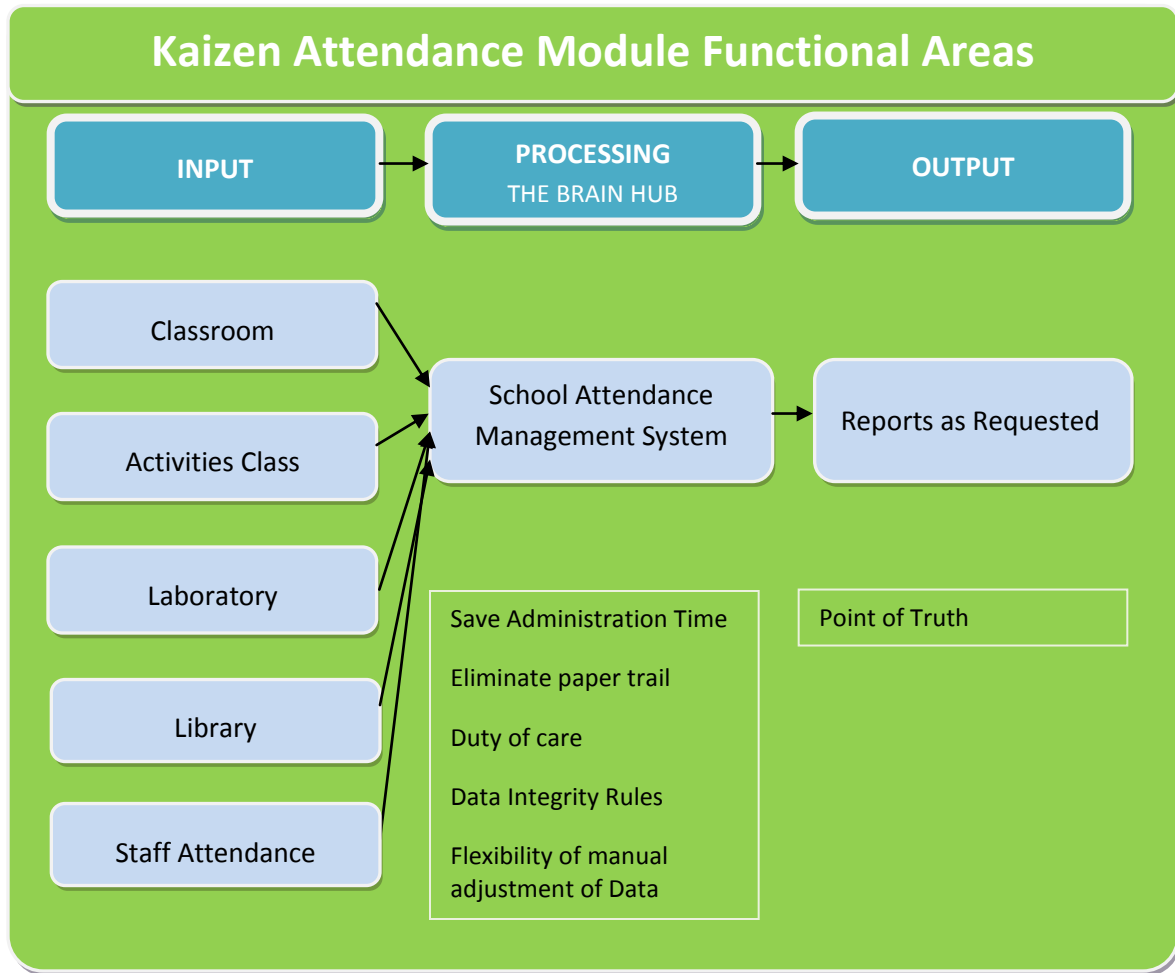 Kaizen Attendance Module Functional Areas
INPUT
PROCESSING
THE BRAIN HUB
OUTPUT
Classroom
Activities Class
Laboratory
Library
Staff Attendance
School Attendance
Management System
Reports as Requested
Save Administration Time
Eliminate paper trail
Duty of care
Data Integrity Rules
Flexibility of manual
adjustment of Data
Point of Truth